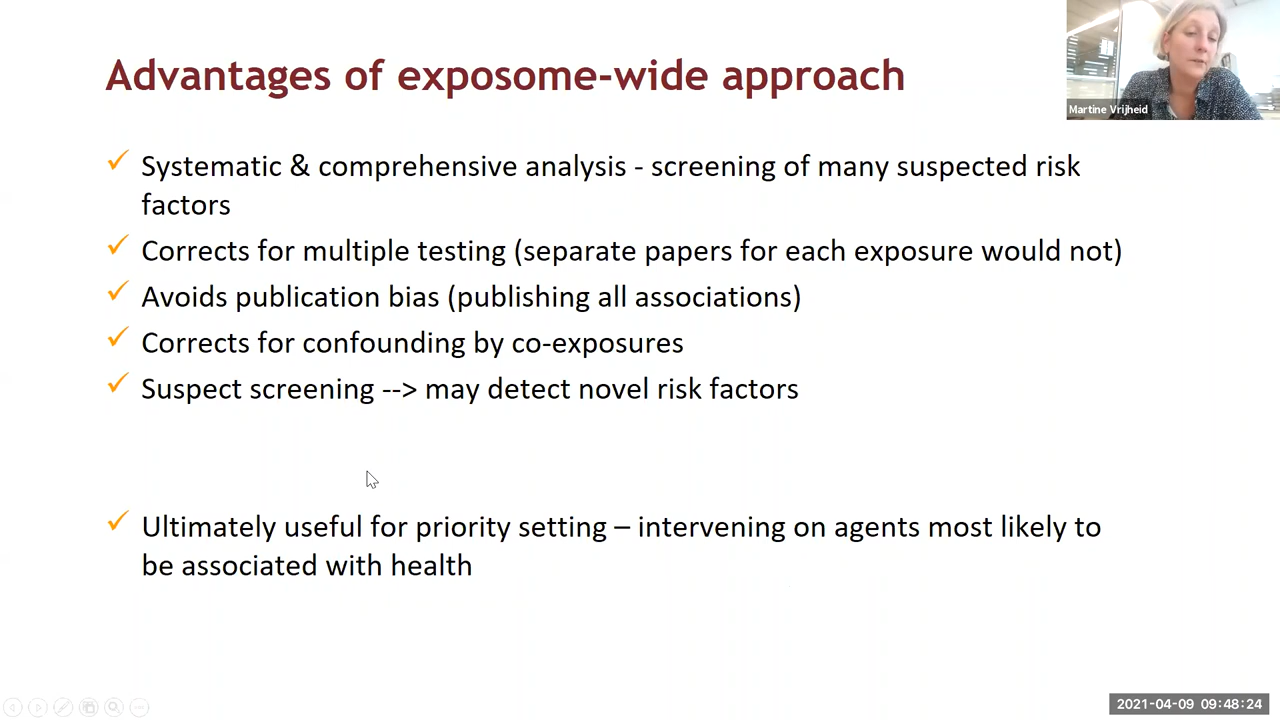 Advantages of exposome-wide approach
Martine Vrijheid
Systematic & comprehensive analysis - screening of many suspected risk
factors
Corrects for multiple testing (separate papers for each exposure would not)
Avoids publication bias (publishing all associations)
Corrects for confounding by co-exposures
Suspect screening --> may detect novel risk factors
Ultimately useful for priority setting – intervening on agents most likely to
be associated with health
2021-04-09 09:48:24